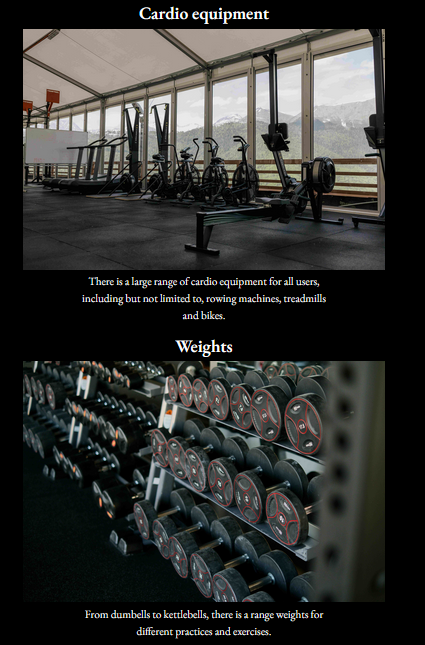 Cardio equipment
There is a large range of cardio equipment for all users,
including but not limited to, rowing machines, treadmills
and bikes.
Weights
From dumbells to kettlebells, there is a range weights for
different practices and exercises.